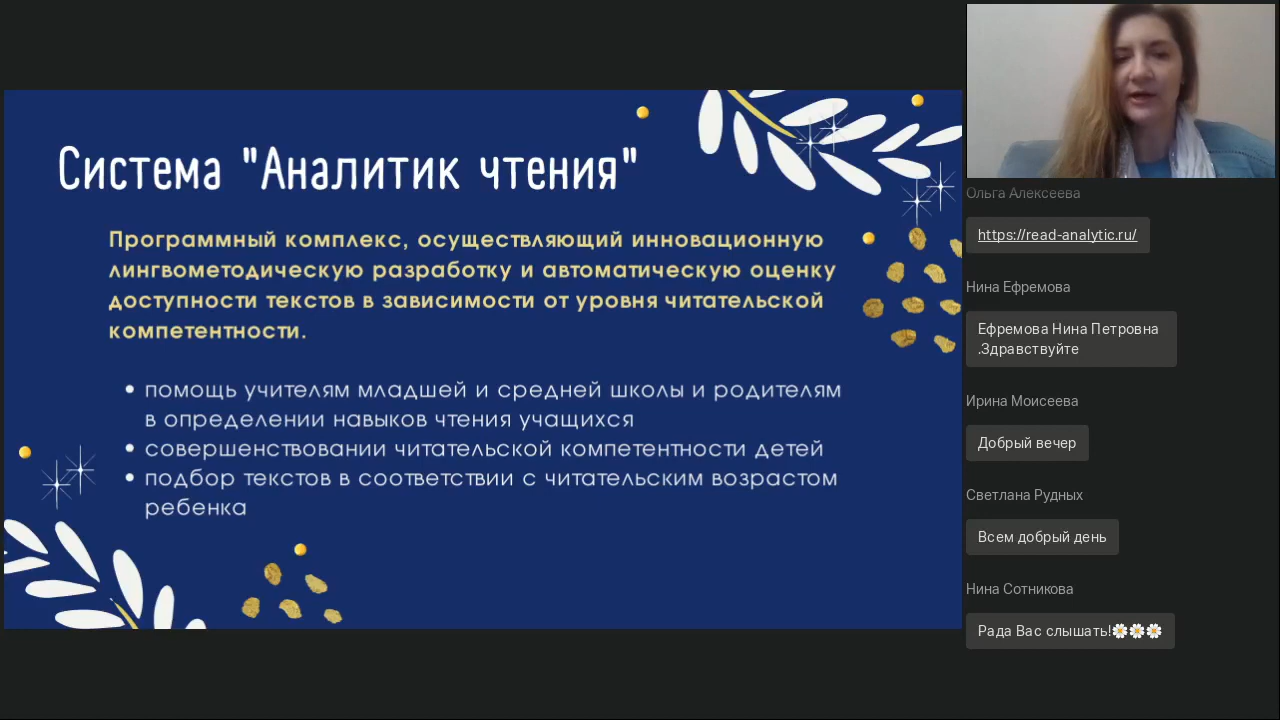 Система "Аналитик чтения"
Программный комплекс, осуществляющий инновационную
лингвометодическую разработку и автоматическую оценку
доступности текстов в зависимости от уровня читательской
компетентности.
• помощь учителям младшей и средней школы и родителям
в определении навыков чтения учащихся
• совершенствовании читательской компетентности детей
• подбор текстов в соответствии с читательским возрастом
ребенка
Ольга Алексеева
https://read-analytic.ru/
Нина Ефремова
Ефремова Нина Петровна
.Здравствуйте
Ирина Моисеева
Добрый вечер
Светлана Рудных
Всем добрый день
Нина Сотникова
Рада Вас слышать!🌼🌼🌼